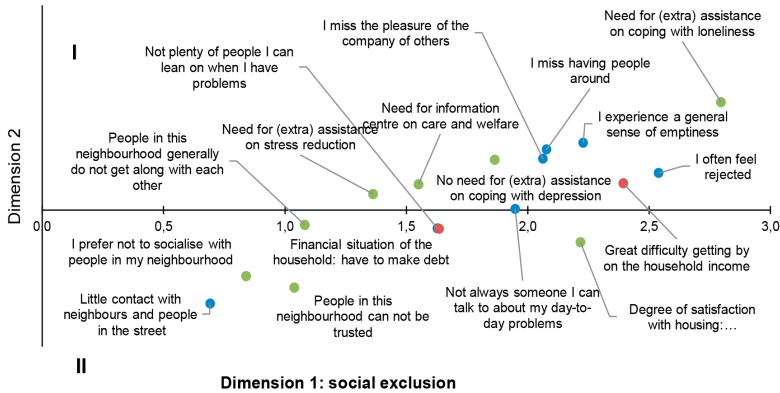 Need for (extra) assistance
on coping with loneliness
I miss the pleasure of the
company of others
I
Not plenty of people I can
lean on when I have
problems
I miss having people
around
Need for information
centre on care and welfare
I experience a general
sense of emptiness
Need for (extra) assistance
on stress reduction
People in this
neighbourhood generally
do not get along with each
other
I often feel
rejected
No need for (extra) assistance
on coping with depression
Dimension 2
0,0 0,5 1,0 1,5 2,0 2,5 3,0
I prefer not to socialise with
people in my neighbourhood
Financial situation of the
household: have to make debt
Great difficulty getting by
on the household income
Little contact with
neighbours and people
in the street
People in this
neighbourhood can not be
trusted
Not always someone I can
talk to about my day-to-
day problems
Degree of satisfaction
with housing:…
II
Dimension 1: social exclusion